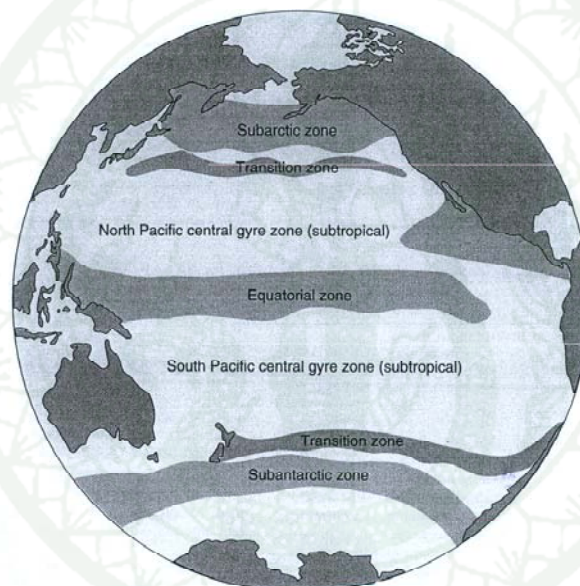 Subarctic zone
Transition zone
North Pacific central gyre zone (subtropical)
Equatorial zone
South Pacific central gyre zone (subtropical)
Transition zone
Subantarctic zone